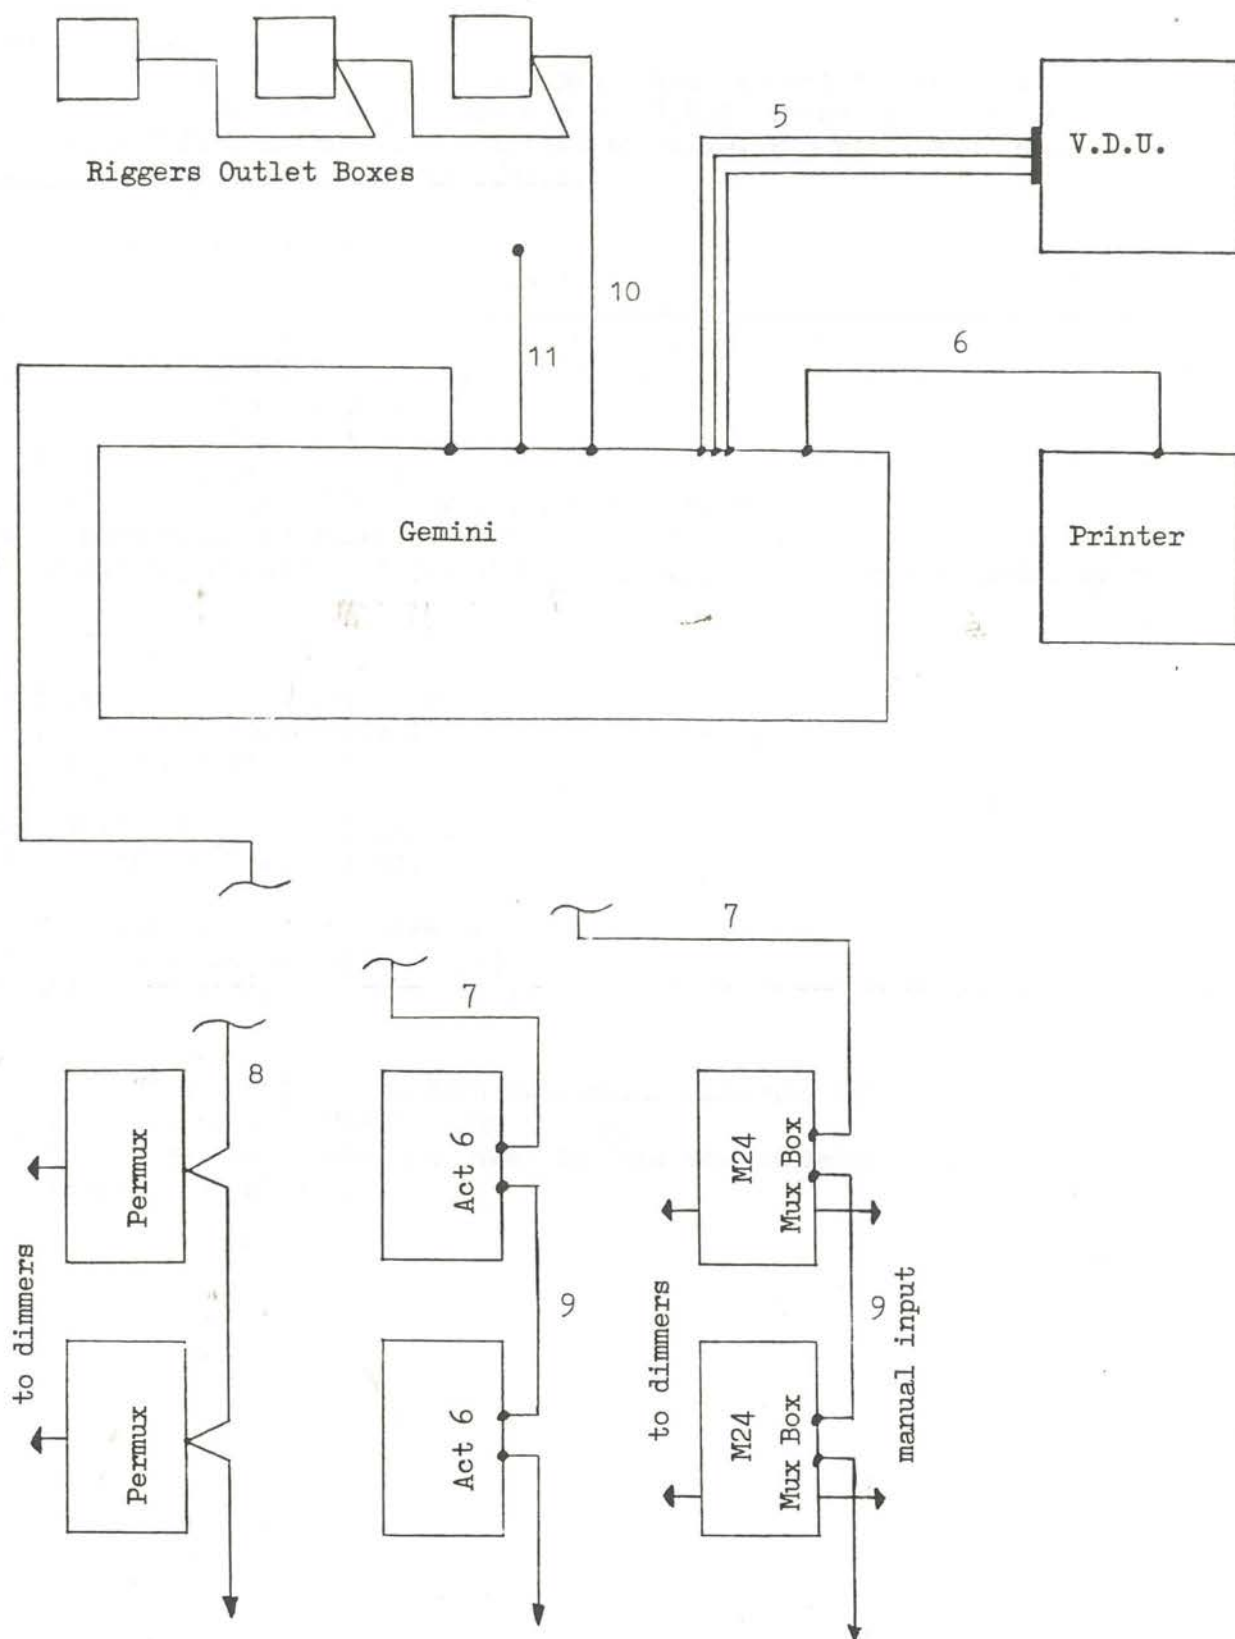 5
V.D.U.
Riggers Outlet Boxes
10
11
6
Gemini
Printer
7
7
8
Permux
Act 6
M24
Mux Box
to dimmers
9
to dimmers
9
manual input
Permux
Act 6
M24
Mux Box